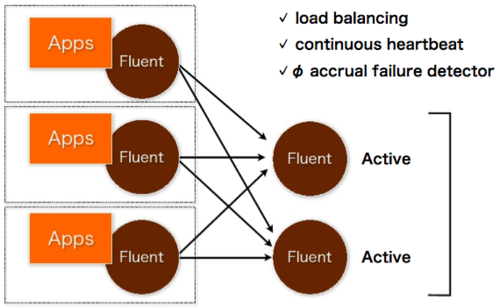 ✓ load balancing
✓ continuous heartbeat
✓ φ accrual failure detector
Apps
Fluent
Apps
Fluent
Fluent
Active
Apps
Fluent
Fluent
Active